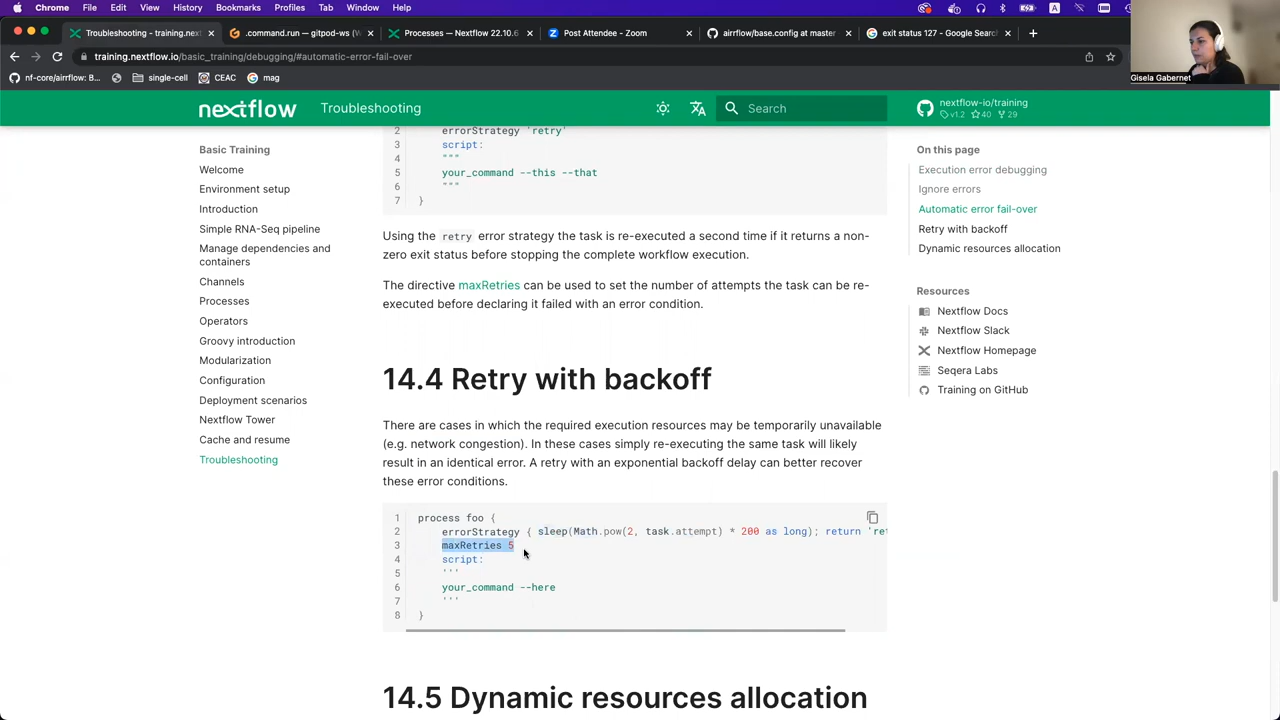 Chrome File Edit View History Bookmarks Profiles Tab Window Help
Troubleshooting - training.nex
.command.run — gitpod-ws (W
Processes — Nextflow 22.10.6
Post Attendee - Zoom
airflow/base.config at master
exit status 127 - Google Searc
training.nextflow.io/basic_training/debugging/#automatic-error-fail-over
nf-core/airflow: B...
single-cell
CEAC
mag
Gisela Gabernet
nextflow
Troubleshooting
Search
nextflow-io/training
v1.2 40 29
Basic Training
Welcome
Environment setup
Introduction
Simple RNA-Seq pipeline
Manage dependencies and
containers
Channels
Processes
Operators
Groovy introduction
Modularization
Configuration
Deployment scenarios
Nextflow Tower
Cache and resume
Troubleshooting
2 errorStrategy 'retry'
3 script:
4 """
5 your_command --this --that
6 """
7 }
Using the retry error strategy the task is re-executed a second time if it returns a non-
zero exit status before stopping the complete workflow execution.
The directive maxRetries can be used to set the number of attempts the task can be re-
executed before declaring it failed with an error condition.
14.4 Retry with backoff
There are cases in which the required execution resources may be temporarily unavailable
(e.g. network congestion). In these cases simply re-executing the same task will likely
result in an identical error. A retry with an exponential backoff delay can better recover
these error conditions.
1 process foo {
2 errorStrategy { sleep(Math.pow(2, task.attempt) * 200 as long); return 'ret
3 maxRetries 5
4 script:
5 '''
6 your_command --here
7 '''
8 }
14.5 Dynamic resources allocation
On this page
Execution error debugging
Ignore errors
Automatic error fail-over
Retry with backoff
Dynamic resources allocation
Resources
Nextflow Docs
Nextflow Slack
Nextflow Homepage
Seqera Labs
Training on GitHub